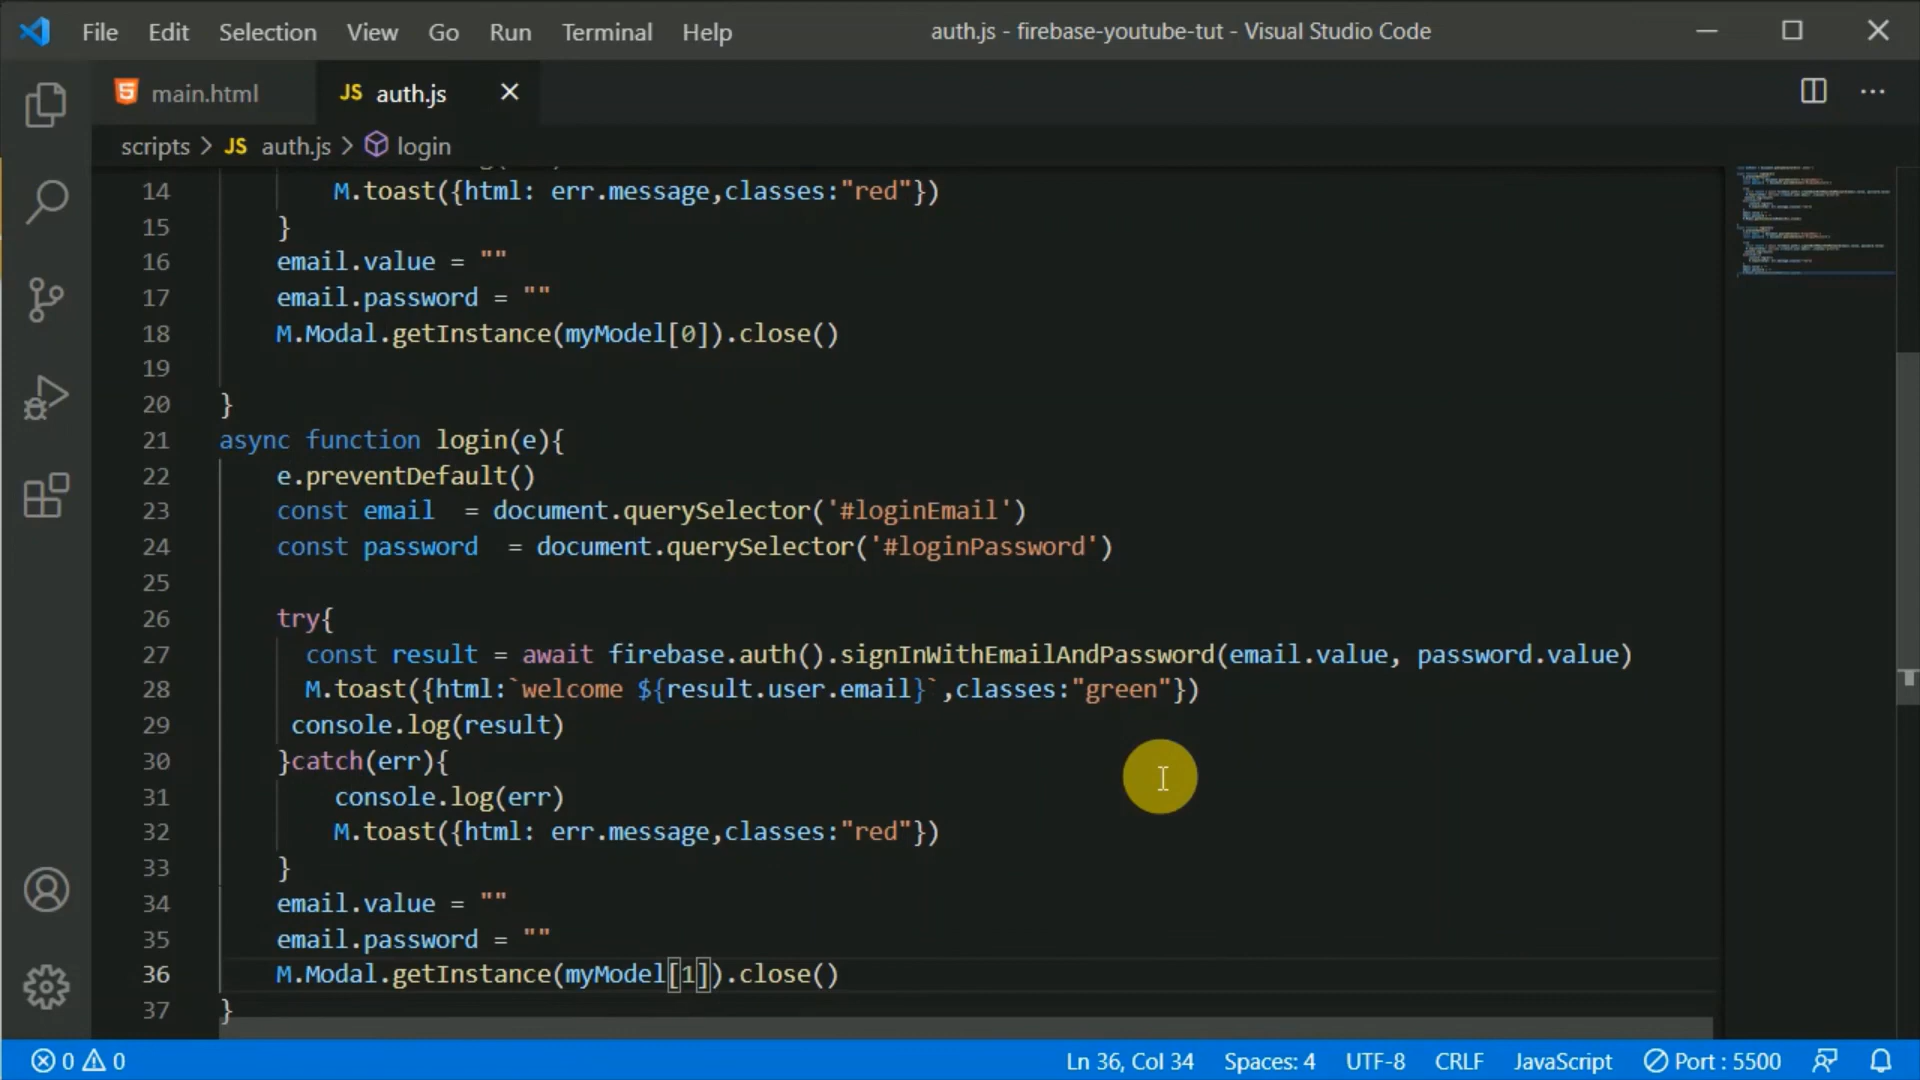 File Edit Selection View Go Run Terminal Help auth.js - firebase-youtube-tut - Visual Studio Code
main.html JS auth.js
scripts > JS auth.js > login
14 M.toast({html: err.message,classes:"red"})
15 }
16 email.value = ""
17 email.password = ""
18 M.Modal.getInstance(myModel[0]).close()
19
20 }
21 async function login(e){
22 e.preventDefault()
23 const email  = document.querySelector('#loginEmail')
24 const password  = document.querySelector('#loginPassword')
25
26 try{
27 const result = await firebase.auth().signInWithEmailAndPassword(email.value, password.value)
28 M.toast({html:`welcome ${result.user.email}`,classes:"green"})
29 console.log(result)
30 }catch(err){
31 console.log(err)
32 M.toast({html: err.message,classes:"red"})
33 }
34 email.value = ""
35 email.password = ""
36 M.Modal.getInstance(myModel[1]).close()
37 }
0 0 Ln 36, Col 34 Spaces: 4 UTF-8 CRLF JavaScript Port : 5500